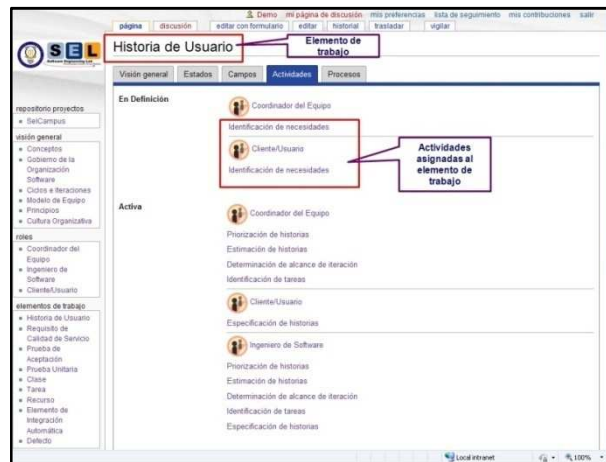 Demo mi página de discusión mis preferencias lista de seguimiento mis contribuciones salir
página discusión editar con formulario editar historial trasladar vigilar
SEL
Historia de Usuario
Elemento de
trabajo
Visión general Estados Campos Actividades Procesos
repositorio proyectos
SelCampus
visión general
Conceptos
Gobierno de la
Organización
Software
Ciclos e Iteraciones
Modelo de Equipo
Principios
Cultura Organizativa
roles
Coordinador del
Equipo
Ingeniero de
Software
Cliente/Usuario
elementos de trabajo
Historia de Usuario
Requisito de
Calidad de Servicio
Prueba de
Aceptación
Prueba Unitaria
Clase
Tarea
Recurso
Elemento de
Integración
Automática
Defecto
En Definición
Coordinador del Equipo
Identificación de necesidades
Cliente/Usuario
Identificación de necesidades
Actividades
asignadas al
elemento de
trabajo
Activa
Coordinador del Equipo
Priorización de historias
Estimación de historias
Determinación de alcance de iteración
Identificación de tareas
Cliente/Usuario
Especificación de historias
Ingeniero de Software
Priorización de historias
Estimación de historias
Determinación de alcance de iteración
Identificación de tareas
Especificación de historias
Local intranet 100%